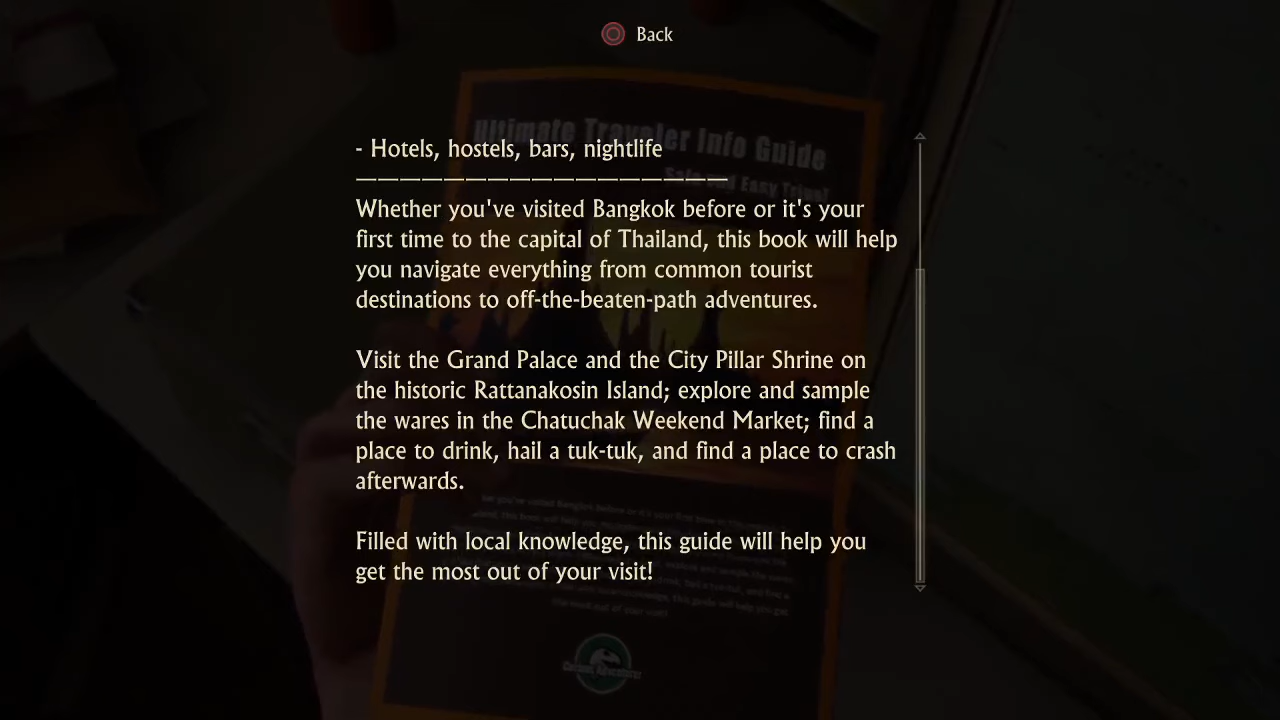 Back
Ultimate Traveler Info Guide
Safe and Easy Trips!
- Hotels, hostels, bars, nightlife
——————————————————
Whether you've visited Bangkok before or it's your
first time to the capital of Thailand, this book will help
you navigate everything from common tourist
destinations to off-the-beaten-path adventures.
Visit the Grand Palace and the City Pillar Shrine on
the historic Rattanakosin Island; explore and sample
the wares in the Chatuchak Weekend Market; find a
place to drink, hail a tuk-tuk, and find a place to crash
afterwards.
Filled with local knowledge, this guide will help you
get the most out of your visit!